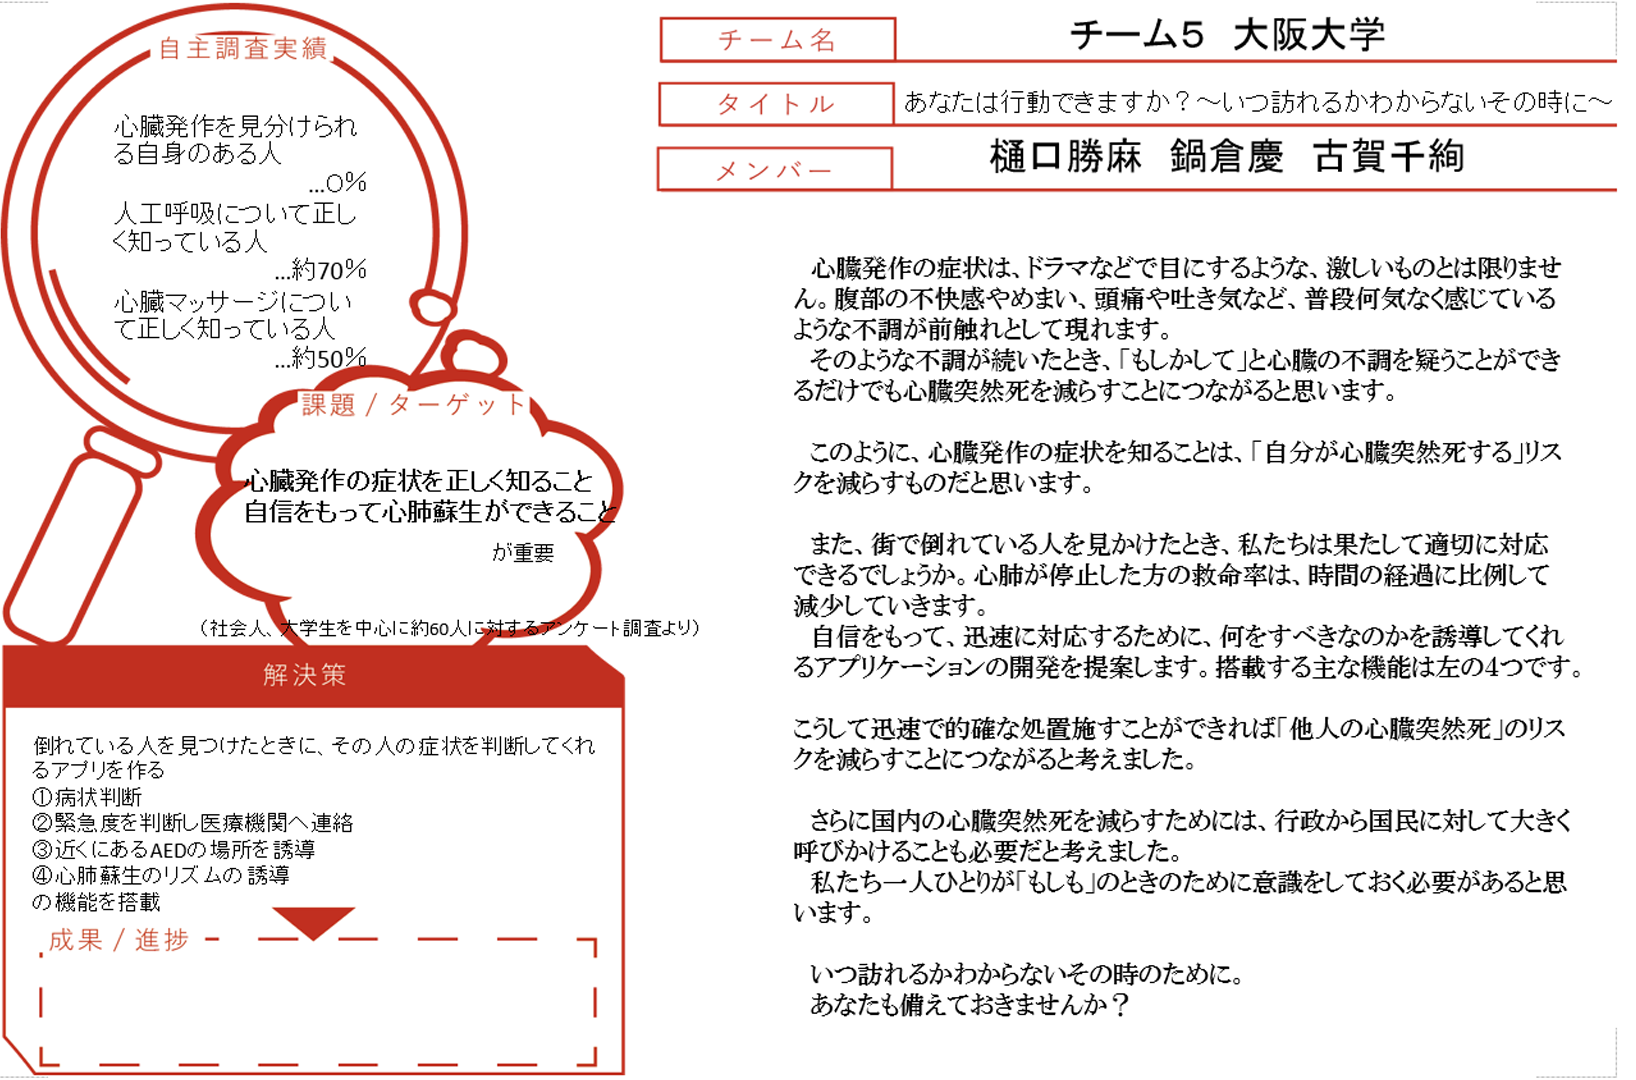 自主調査実績
心臓発作を見分けられ
る自身のある人
...0%
人工呼吸について正し
く知っている人
...約70%
心臓マッサージについ
て正しく知っている人
...約50%
課題 / ターゲット
心臓発作の症状を正しく知ること
自信をもって心肺蘇生ができること
が重要
（社会人、大学生を中心に約60人に対するアンケート調査より）
解決策
倒れている人を見つけたときに、その人の症状を判断してくれ
るアプリを作る
①病状判断
②緊急度を判断し医療機関へ連絡
③近くにあるAEDの場所を誘導
④心肺蘇生のリズムの誘導
の機能を搭載
成果 / 進捗
チーム名
チーム５　大阪大学
タイトル
あなたは行動できますか？～いつ訪れるかわからないその時に～
メンバー
樋口勝麻　鍋倉慶　古賀千絢
心臓発作の症状は、ドラマなどで目にするような、激しいものとは限りませ
ん。腹部の不快感やめまい、頭痛や吐き気など、普段何気なく感じている
ような不調が前触れとして現れます。
そのような不調が続いたとき、「もしかして」と心臓の不調を疑うことができ
るだけでも心臓突然死を減らすことにつながると思います。
このように、心臓発作の症状を知ることは、「自分が心臓突然死する」リス
クを減らすものだと思います。
また、街で倒れている人を見かけたとき、私たちは果たして適切に対応
できるでしょうか。心肺が停止した方の救命率は、時間の経過に比例して
減少していきます。
自信をもって、迅速に対応するために、何をすべきなのかを誘導してくれ
るアプリケーションの開発を提案します。搭載する主な機能は左の4つです。
こうして迅速で的確な処置施すことができれば「他人の心臓突然死」のリス
クを減らすことにつながると考えました。
さらに国内の心臓突然死を減らすためには、行政から国民に対して大きく
呼びかけることも必要だと考えました。
私たち一人ひとりが「もしも」のときのために意識をしておく必要があると思
います。
いつ訪れるかわからないその時のために。
あなたも備えておきませんか？